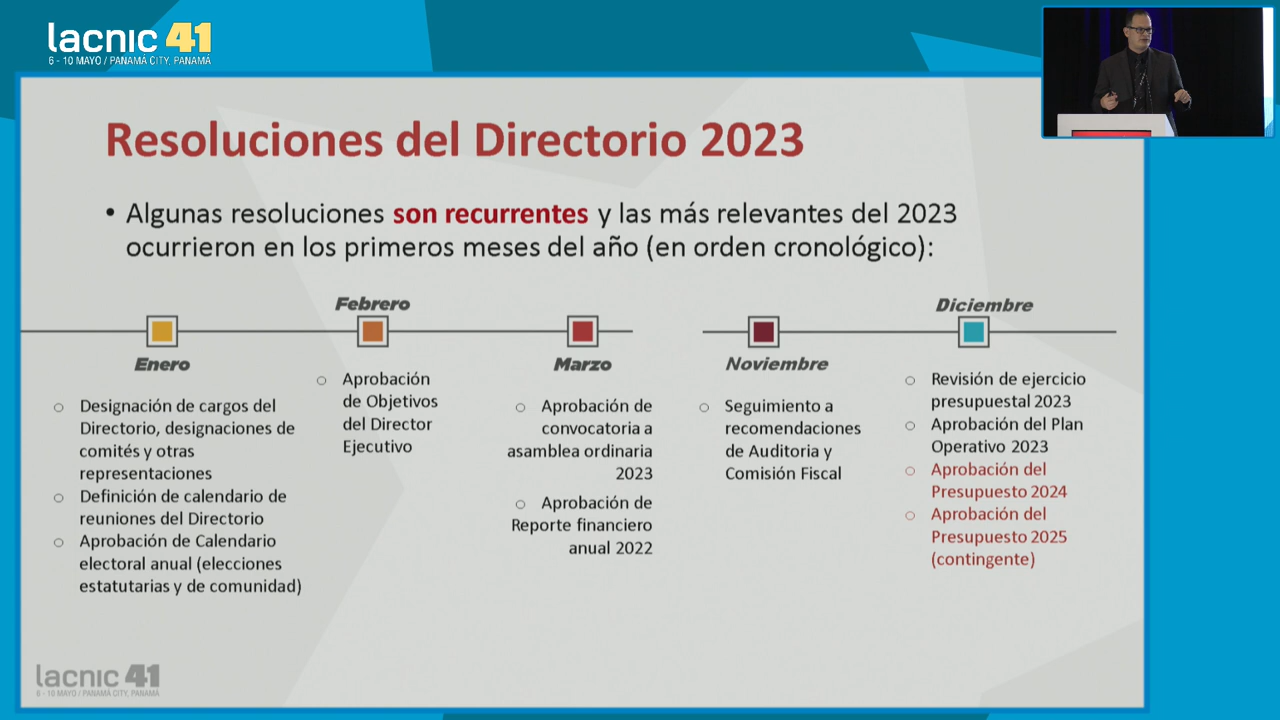 lacnic 41
6 - 10 MAYO / PANAMÁ CITY, PANAMÁ
Resoluciones del Directorio 2023
• Algunas resoluciones son recurrentes y las más relevantes del 2023
ocurrieron en los primeros meses del año (en orden cronológico):
Enero
○ Designación de cargos del
Directorio, designaciones de
comités y otras
representaciones
○ Definición de calendario de
reuniones del Directorio
○ Aprobación de Calendario
electoral anual (elecciones
estatutarias y de comunidad)
Febrero
○ Aprobación
de Objetivos
del Director
Ejecutivo
Marzo
○ Aprobación de
convocatoria a
asamblea ordinaria
2023
○ Aprobación de
Reporte financiero
anual 2022
Noviembre
○ Seguimiento a
recomendaciones
de Auditoria y
Comisión Fiscal
Diciembre
○ Revisión de ejercicio
presupuestal 2023
○ Aprobación del Plan
Operativo 2023
○ Aprobación del
Presupuesto 2024
○ Aprobación del
Presupuesto 2025
(contingente)
lacnic 41
6 - 10 MAYO / PANAMÁ CITY, PANAMÁ